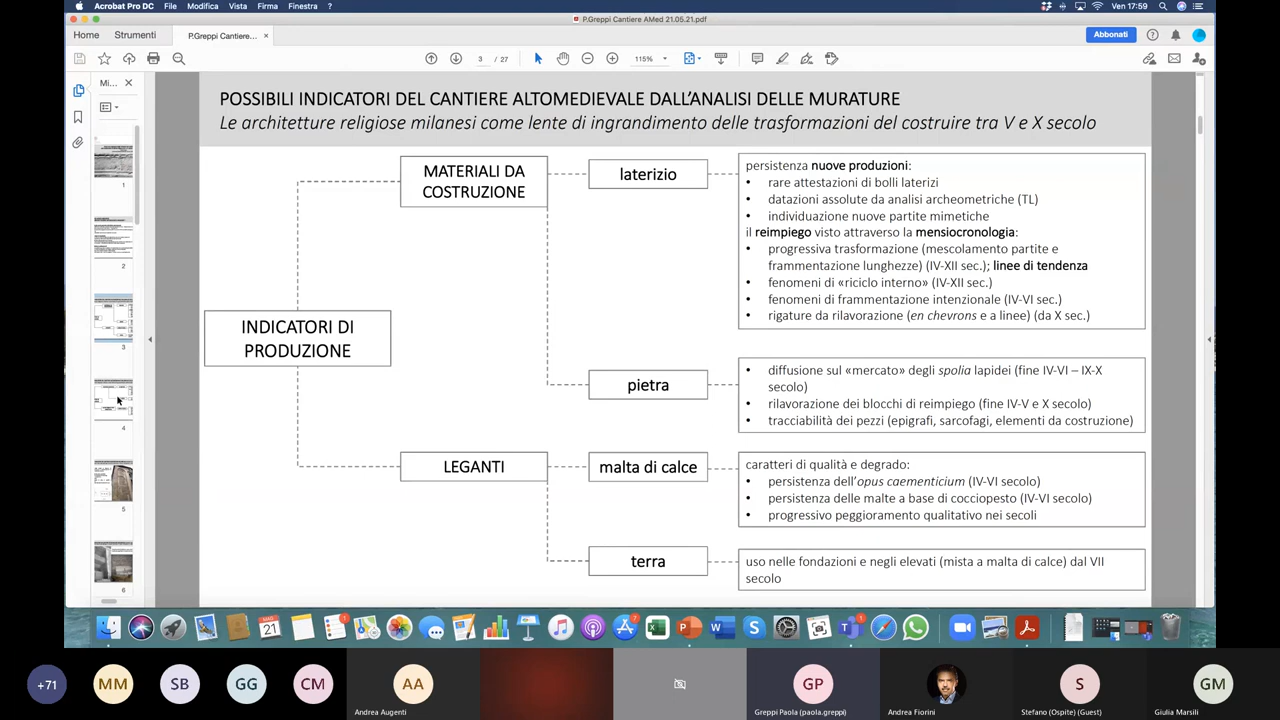 Acrobat Pro DC File Modifica Vista Firma Finestra ? Ven 17:59
P.Greppi Cantiere AMed 21.05.21.pdf
Home Strumenti P.Greppi Cantiere... × Abbonati
3 / 27 115%
Mi...
POSSIBILI INDICATORI DEL CANTIERE ALTOMEDIEVALE DALL'ANALISI DELLE MURATURE
Le architetture religiose milanesi come lente di ingrandimento delle trasformazioni del costruire tra V e X secolo
INDICATORI DI
PRODUZIONE
MATERIALI DA
COSTRUZIONE
laterizio
persistenza nuove produzioni:
• rare attestazioni di bolli laterizi
• datazioni assolute da analisi archeometriche (TL)
• individuazione nuove partite mimetiche
il reimpiego visto attraverso la mensiocronologia:
• progressiva trasformazione (mescolamento partite e
frammentazione lunghezze) (IV-XII sec.); linee di tendenza
• fenomeni di «riciclo interno» (IV-XII sec.)
• fenomeni di frammentazione intenzionale (IV-VI sec.)
• rigature da rilavorazione (en chevrons e a linee) (da X sec.)
pietra
• diffusione sul «mercato» degli spolia lapidei (fine IV-VI – IX-X
secolo)
• rilavorazione dei blocchi di reimpiego (fine IV-V e X secolo)
• tracciabilità dei pezzi (epigrafi, sarcofagi, elementi da costruzione)
LEGANTI
malta di calce
caratteri di qualità e degrado:
• persistenza dell'opus caementicium (IV-VI secolo)
• persistenza delle malte a base di cocciopesto (IV-VI secolo)
• progressivo peggioramento qualitativo nei secoli
terra
uso nelle fondazioni e negli elevati (mista a malta di calce) dal VII
secolo
1
2
3
4
5
6
MAG
21
+71 MM SB GG CM AA GP S GM
Andrea Augenti
Greppi Paola (paola.greppi)
Andrea Fiorini
Stefano (Ospite) (Guest)
Giulia Marsili